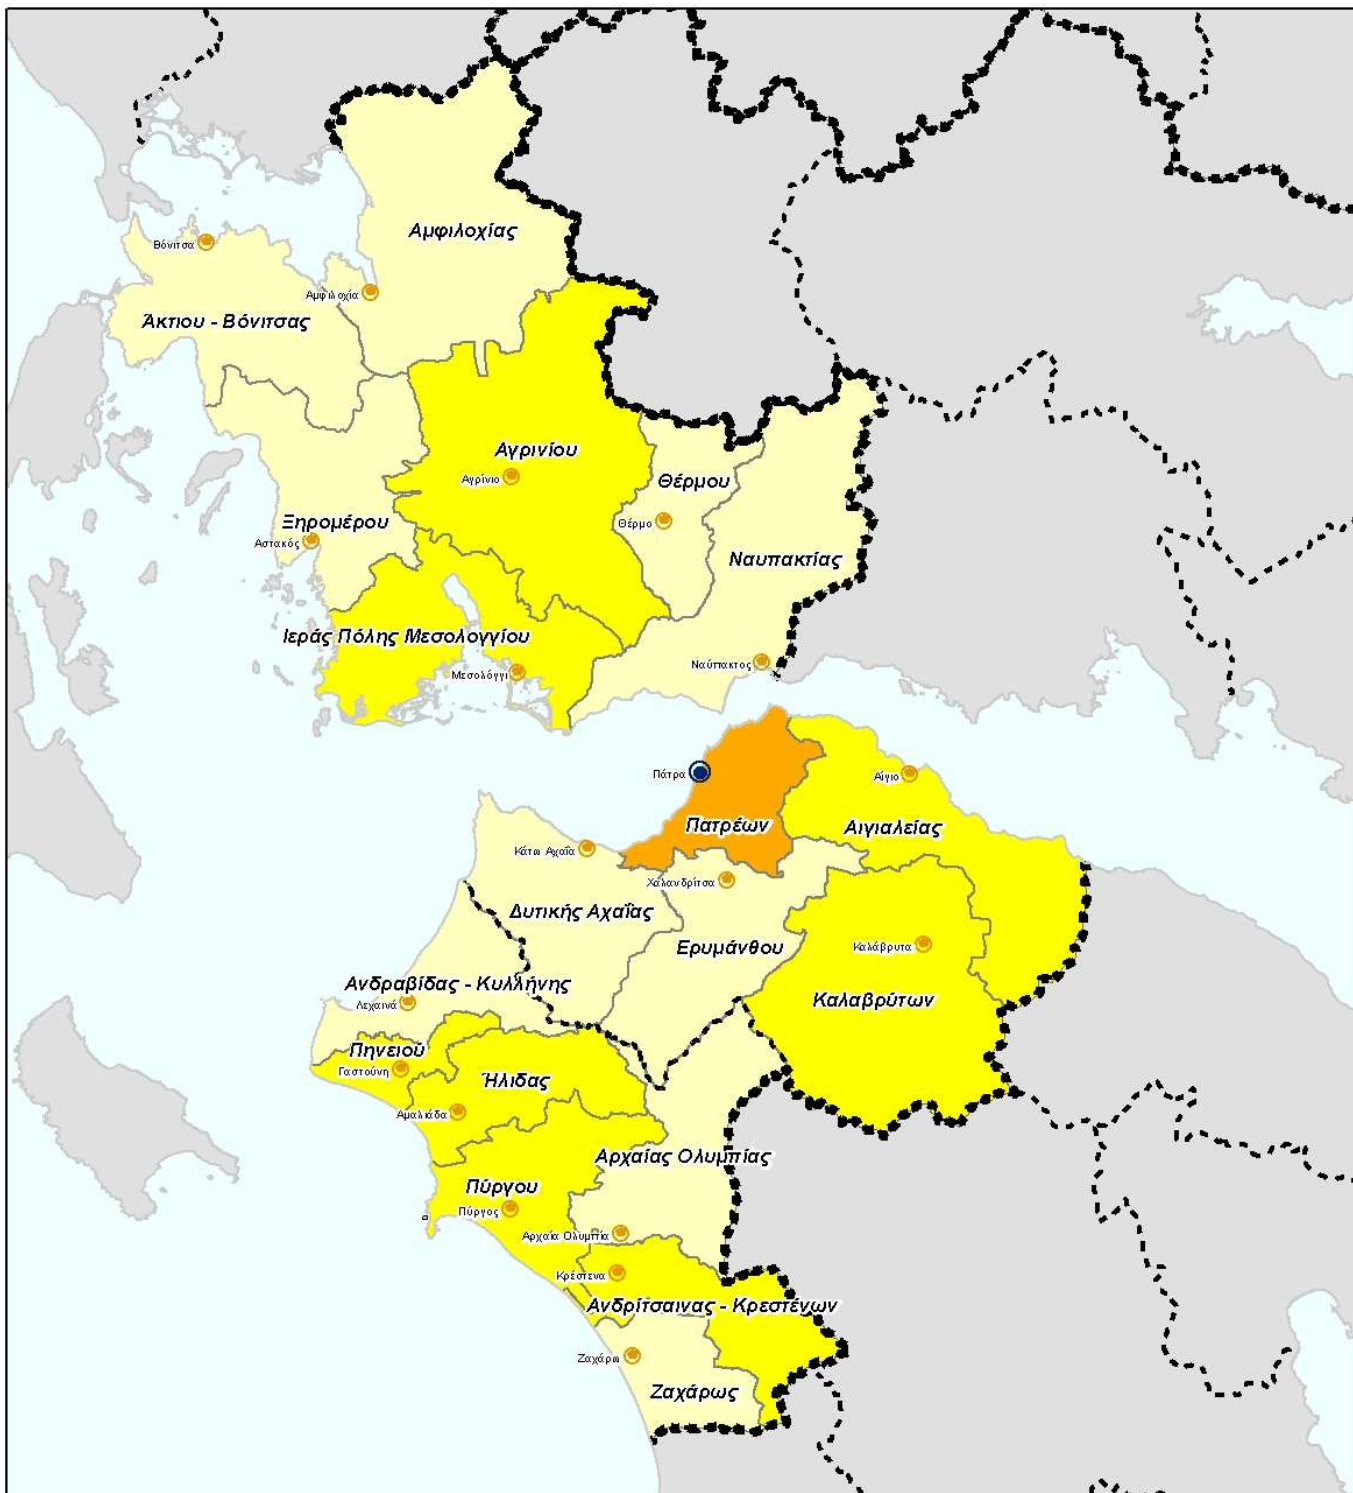 Αμφιλοχίας
Βόνιτσα
Αμφιλοχία
Άκτιου - Βόνιτσας
Αγρινίου
Αγρίνιο
Θέρμου
Θέρμο
Ξηρομέρου
Αστακός
Ναυπακτίας
Ιεράς Πόλης Μεσολογγίου
Μεσολόγγι
Ναύπακτος
Πάτρα
Αίγιο
Πατρέων
Αιγιαλείας
Κάτω Αχαΐα
Χαλανδρίτσα
Δυτικής Αχαΐας
Ερυμάνθου
Καλάβρυτα
Ανδραβίδας - Κυλλήνης
Καλαβρύτων
Λεχαινά
Πηνειού
Γαστούνη
Ήλιδας
Αμαλιάδα
Αρχαίας Ολυμπίας
Πύργου
Πύργος
Αρχαία Ολυμπία
Κρέστενα
Ανδρίτσαινας - Κρεστένων
Ζαχάρω
Ζαχάρως